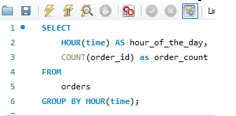 SELECT
HOUR(time) AS hour_of_the_day,
COUNT(order_id) as order_count
FROM
orders
GROUP BY HOUR(time);